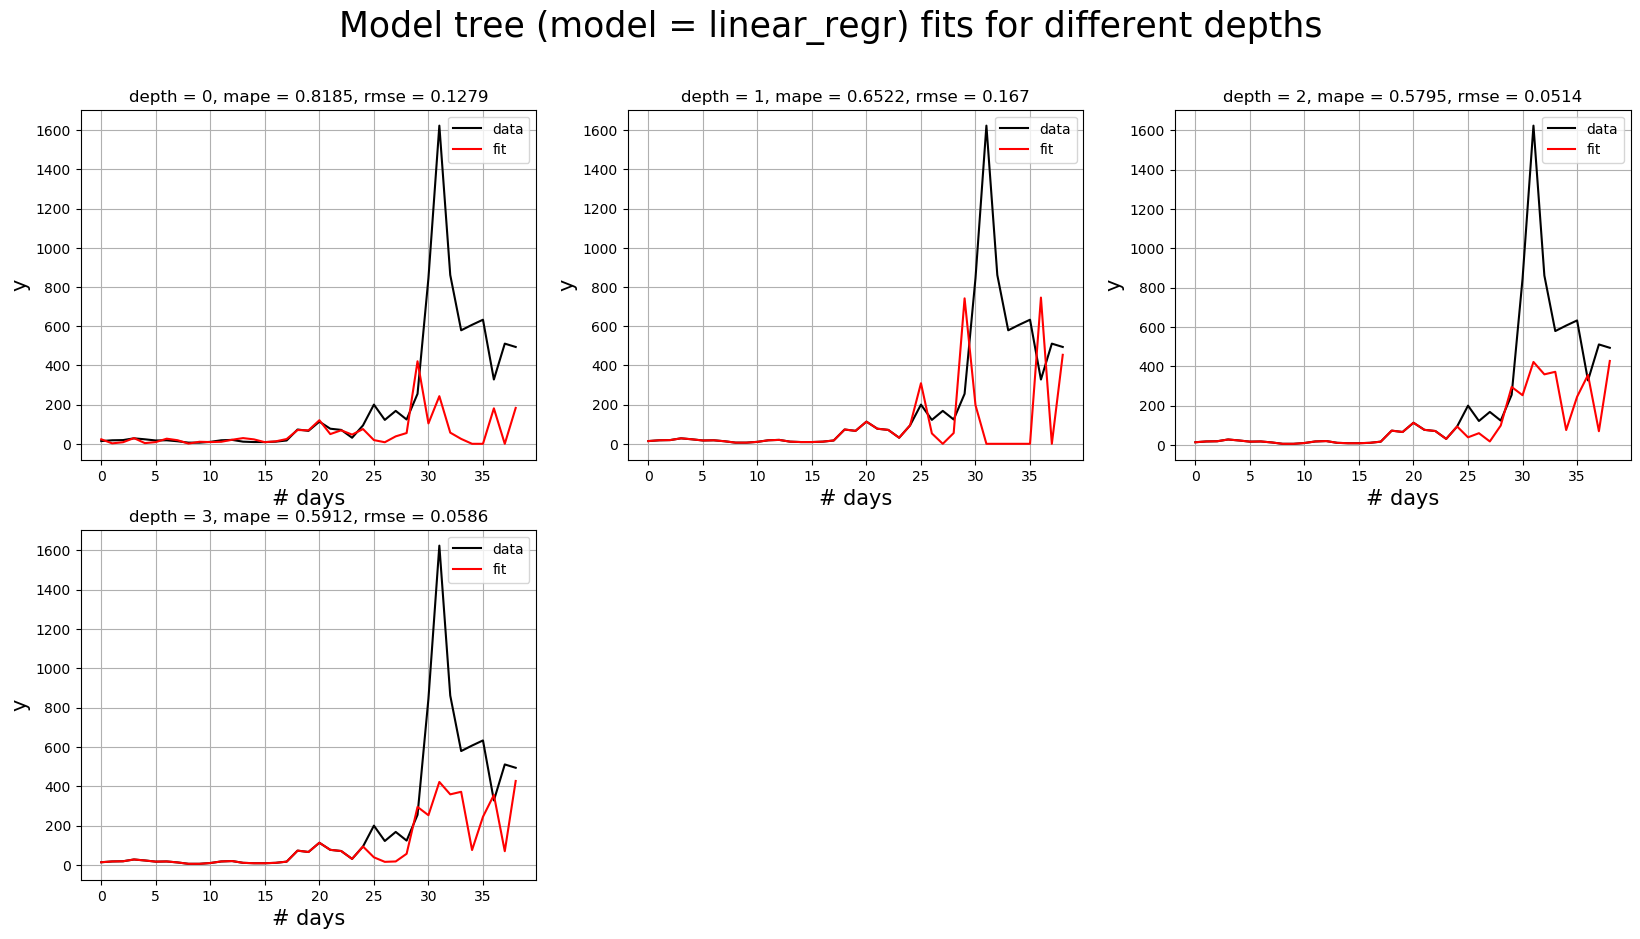 Model tree (model = linear_regr) fits for different depths
depth = 0, mape = 0.8185, rmse = 0.1279
1600
1400
1200
1000
800
600
400
200
0
y
data
fit
0 5 10 15 20 25 30 35
# days
depth = 1, mape = 0.6522, rmse = 0.167
1600
1400
1200
1000
800
600
400
200
0
y
data
fit
0 5 10 15 20 25 30 35
# days
depth = 2, mape = 0.5795, rmse = 0.0514
1600
1400
1200
1000
800
600
400
200
0
y
data
fit
0 5 10 15 20 25 30 35
# days
depth = 3, mape = 0.5912, rmse = 0.0586
1600
1400
1200
1000
800
600
400
200
0
y
data
fit
0 5 10 15 20 25 30 35
# days